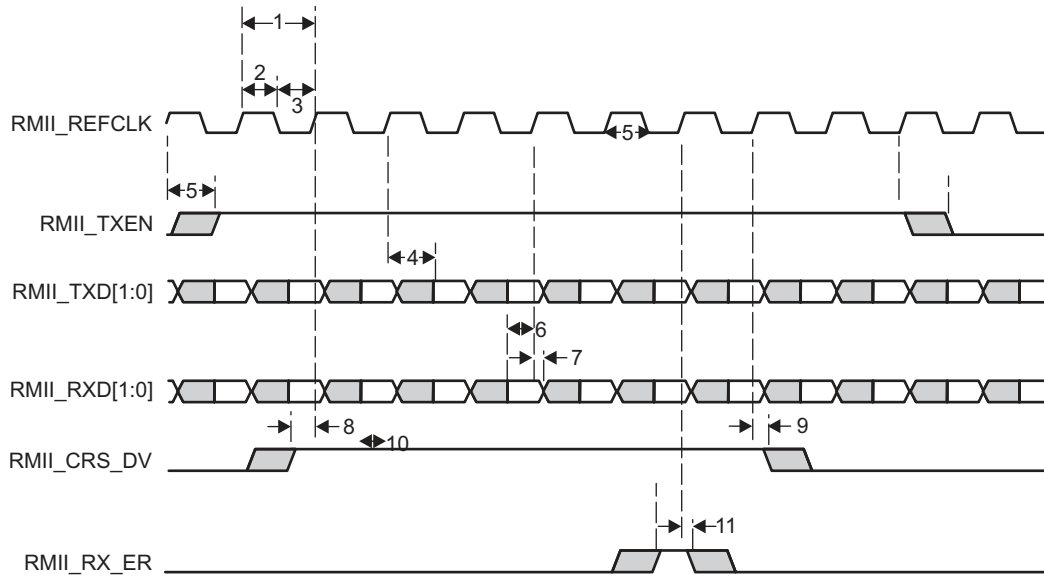 1
2
3
RMII_REFCLK
5
5
RMII_TXEN
4
RMII_TXD[1:0]
6
7
RMII_RXD[1:0]
8
9
10
RMII_CRS_DV
11
RMII_RX_ER